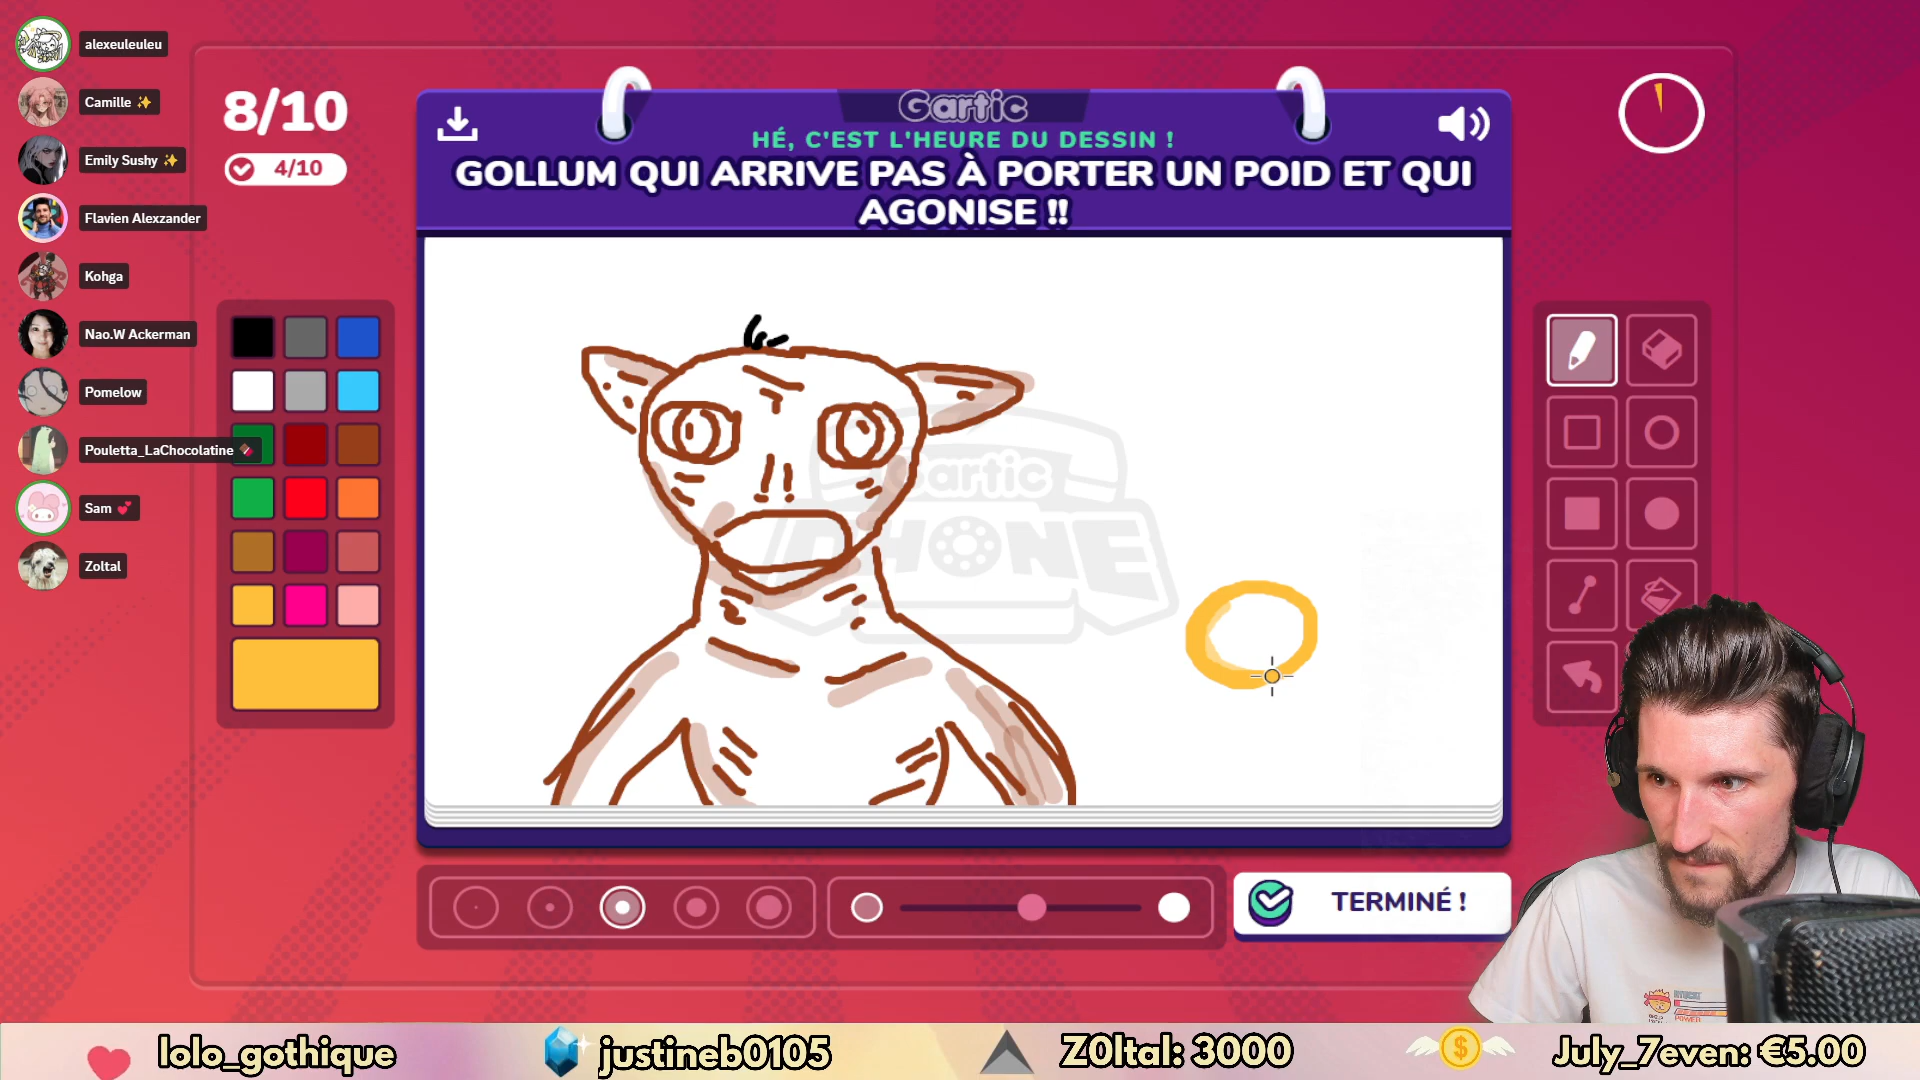 alexeuleuleu
Camille ✨
Emily Sushy ✨
Flavien Alexzander
Kohga
Nao.W Ackerman
Pomelow
Pouletta_LaChocolatine 🍫
Sam 💕
Zoltal
8/10
4/10
Gartic
HÉ, C'EST L'HEURE DU DESSIN !
GOLLUM QUI ARRIVE PAS À PORTER UN POID ET QUI
AGONISE !!
Gartic
PHONE
TERMINÉ !
lolo_gothique
justineb0105
Z0ltal: 3000
July_7even: €5.00